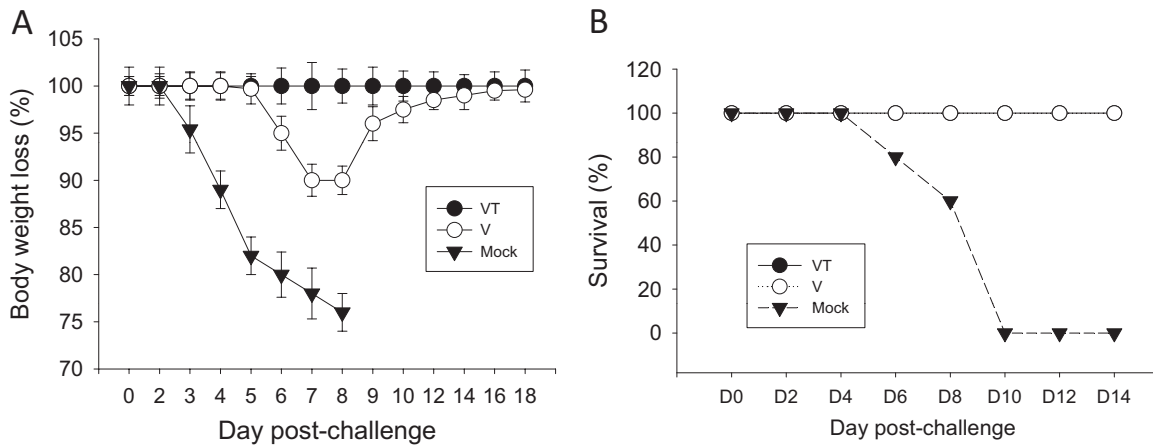 A
Body weight loss (%)
105
100
95
90
85
80
75
70
VT
V
Mock
0 2 3 4 5 6 7 8 9 10 12 14 16 18
Day post-challenge
B
Survival (%)
120
100
80
60
40
20
0
VT
V
Mock
D0 D2 D4 D6 D8 D10 D12 D14
Day post-challenge